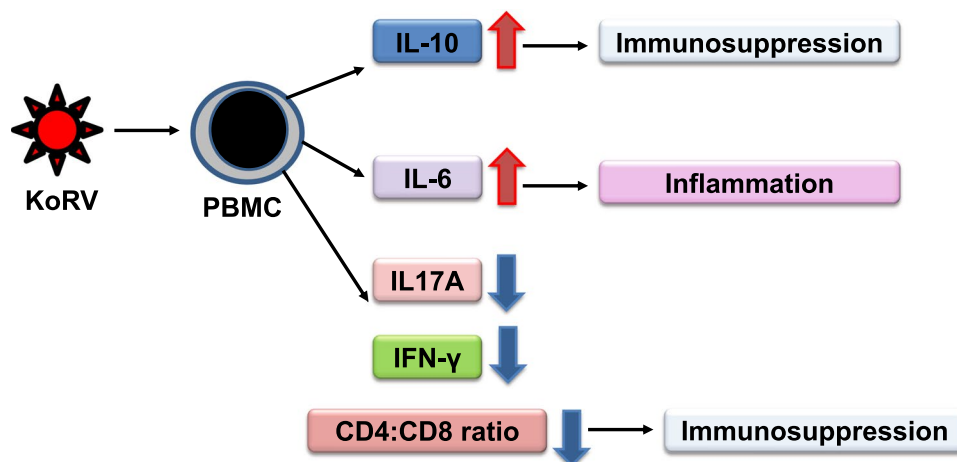 IL-10
Immunosuppression
KoRV
PBMC
IL-6
Inflammation
IL17A
IFN-γ
CD4:CD8 ratio
Immunosuppression